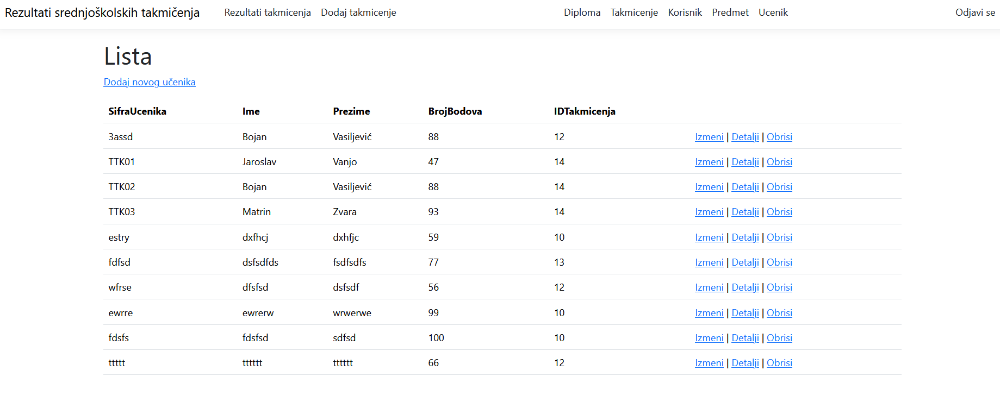 Rezultati srednjoškolskih takmičenja Rezultati takmicenja Dodaj takmicenje Diploma Takmicenje Korisnik Predmet Ucenik Odjavi se
Lista
Dodaj novog učenika
SifraUcenika Ime Prezime BrojBodova IDTakmicenja
3assd Bojan Vasiljević 88 12 Izmeni | Detalji | Obrisi
TTK01 Jaroslav Vanjo 47 14 Izmeni | Detalji | Obrisi
TTK02 Bojan Vasiljević 88 14 Izmeni | Detalji | Obrisi
TTK03 Matrin Zvara 93 14 Izmeni | Detalji | Obrisi
estry dxfhcj dxhfjc 59 10 Izmeni | Detalji | Obrisi
fdfsd dsfsdfds fsdfsdfs 77 13 Izmeni | Detalji | Obrisi
wfrse dfsfsd dsfsdf 56 12 Izmeni | Detalji | Obrisi
ewrre ewrerw wrwerwe 99 10 Izmeni | Detalji | Obrisi
fdsfs fdsfsd sdfsd 100 10 Izmeni | Detalji | Obrisi
ttttt tttttt tttttt 66 12 Izmeni | Detalji | Obrisi